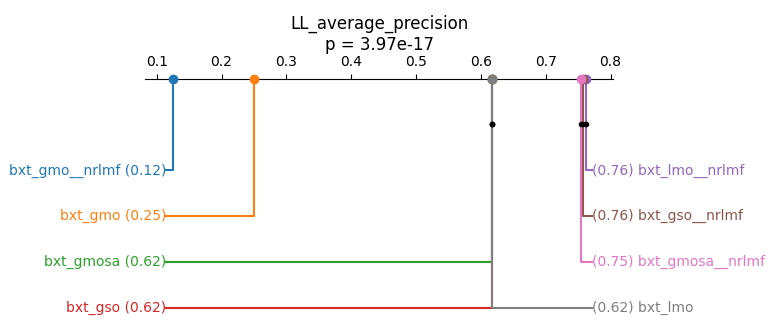 LL_average_precision
p = 3.97e-17
0.1 0.2 0.3 0.4 0.5 0.6 0.7 0.8
bxt_gmo__nrlmf (0.12) (0.76) bxt_lmo__nrlmf
bxt_gmo (0.25) (0.76) bxt_gso__nrlmf
bxt_gmosa (0.62) (0.75) bxt_gmosa__nrlmf
bxt_gso (0.62) (0.62) bxt_lmo